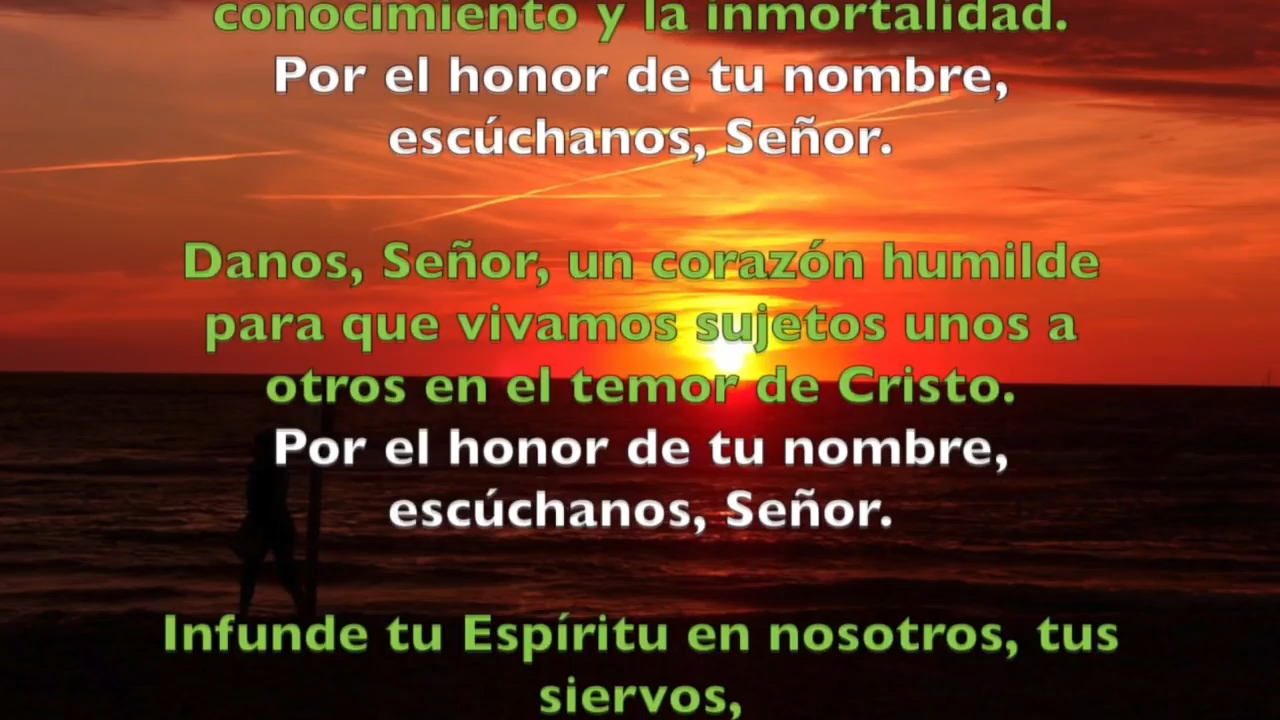 conocimiento y la inmortalidad.
Por el honor de tu nombre,
escúchanos, Señor.
Danos, Señor, un corazón humilde
para que vivamos sujetos unos a
otros en el temor de Cristo.
Por el honor de tu nombre,
escúchanos, Señor.
Infunde tu Espíritu en nosotros, tus
siervos,